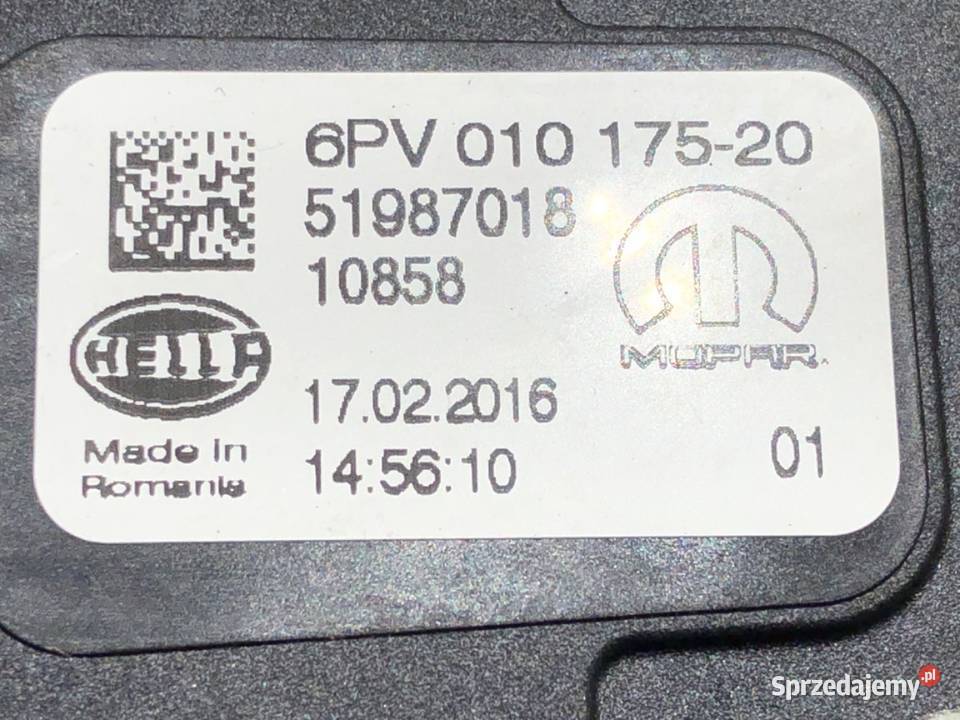 6PV 010 175-20
51987018
10858
HELLA
MOPAR
17.02.2016
Made In
Romania
14:56:10
01
Sprzedajemy.pl